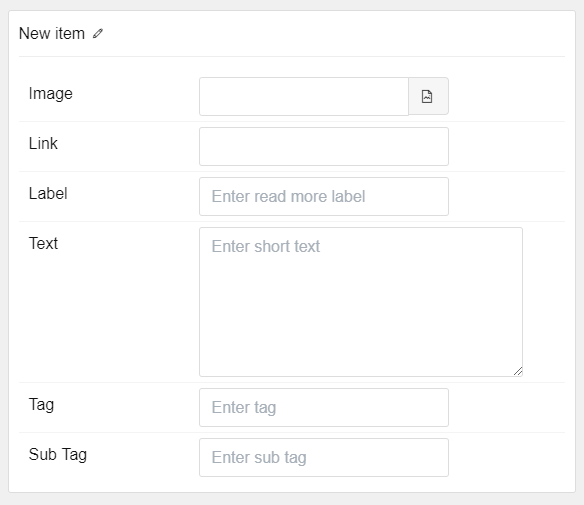 New item
Image
Link
Label
Enter read more label
Text
Enter short text
Tag
Enter tag
Sub Tag
Enter sub tag